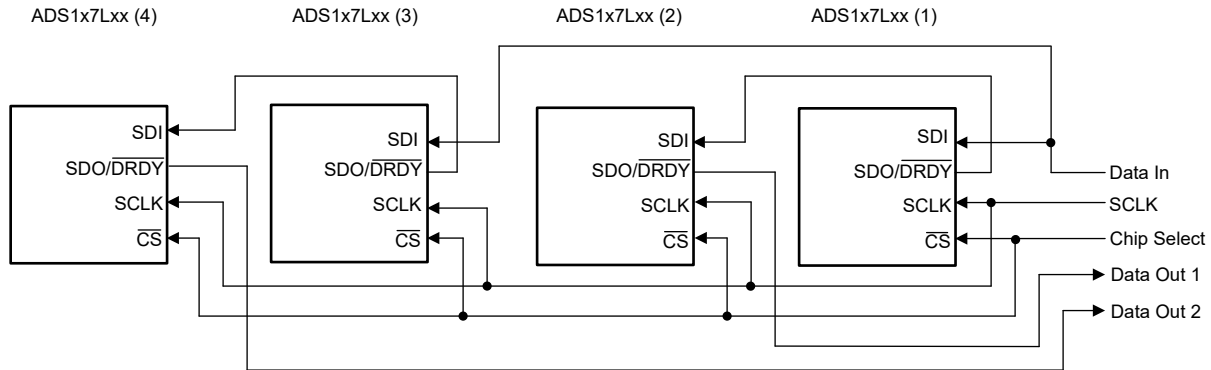 ADS1x7Lxx (4)
ADS1x7Lxx (3)
ADS1x7Lxx (2)
ADS1x7Lxx (1)
SDI
SDO/DRDY
SCLK
CS
SDI
SDO/DRDY
SCLK
CS
SDI
SDO/DRDY
SCLK
CS
SDI
SDO/DRDY
SCLK
CS
Data In
SCLK
Chip Select
Data Out 1
Data Out 2